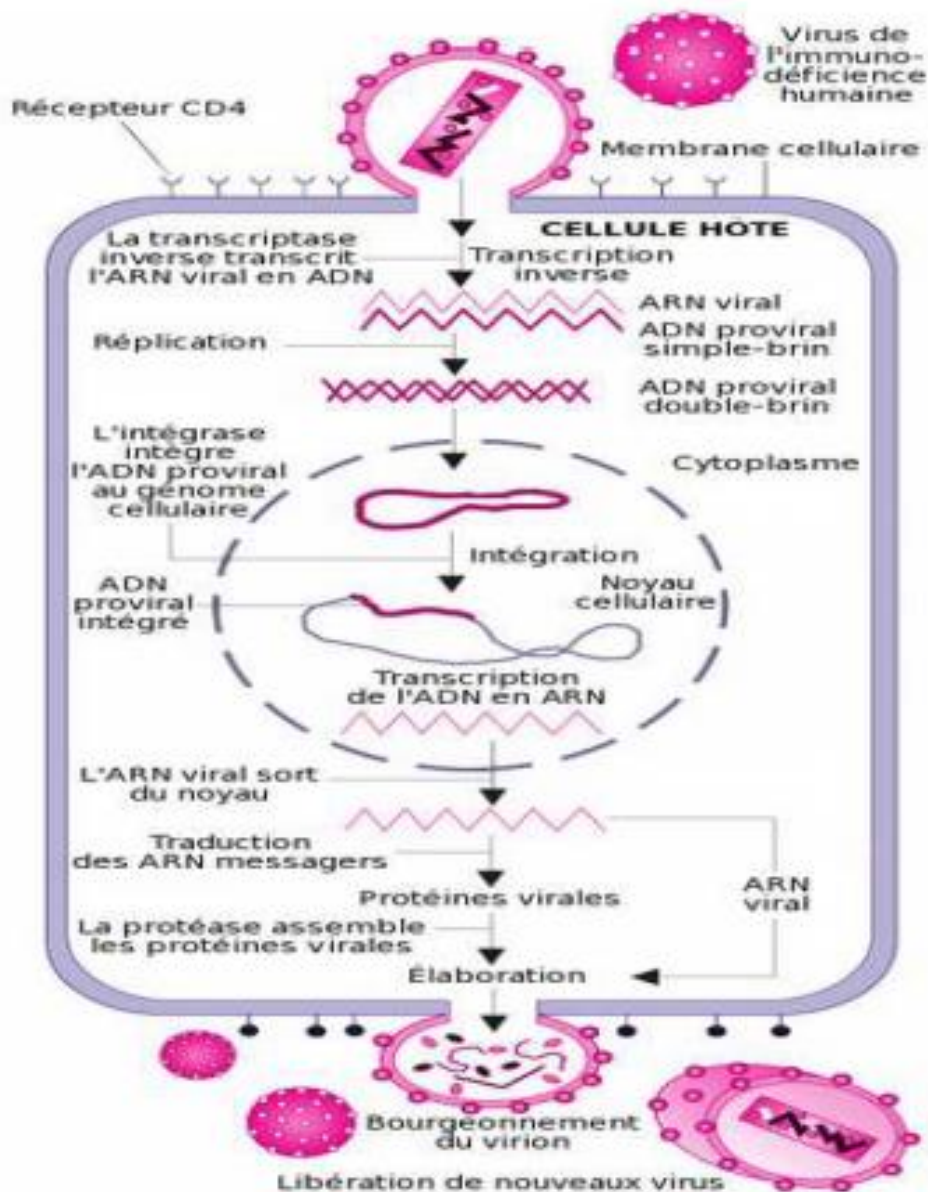 Virus de
l'immuno-
déficience
humaine
Récepteur CD4
Membrane cellulaire
CELLULE HÔTE
La transcriptase
inverse transcrit
l'ARN viral en ADN
Transcription
inverse
ARN viral
ADN proviral
simple-brin
Réplication
ADN proviral
double-brin
L'intégrase
intègre
l'ADN proviral
au génome
cellulaire
Cytoplasme
Intégration
ADN
proviral
intégré
Noyau
cellulaire
Transcription
de l'ADN en ARN
L'ARN viral sort
du noyau
Traduction
des ARN messagers
ARN
viral
Protéines virales
La protéase assemble
les protéines virales
Élaboration
Bourgeonnement
du virion
Libération de nouveaux virus